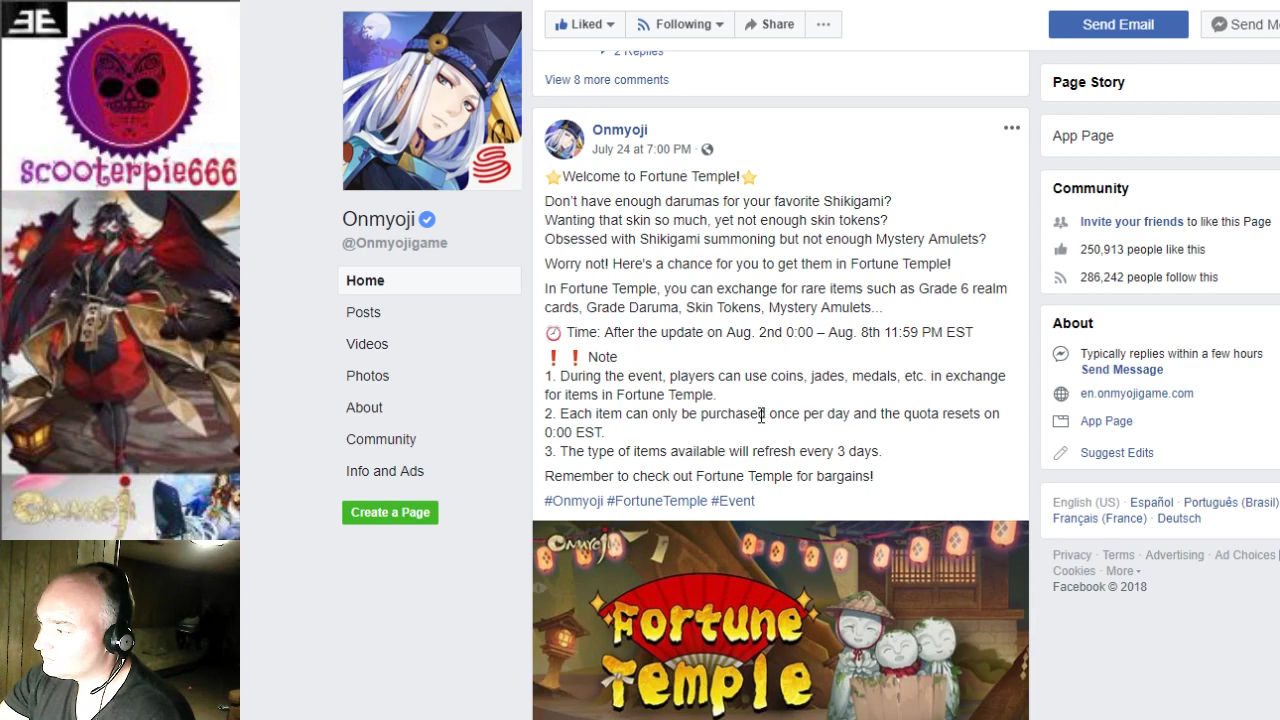 scooterpie666
Onmyoji
Onmyoji
@Onmyojigame
Home
Posts
Videos
Photos
About
Community
Info and Ads
Create a Page
Liked
Following
Share
Send Email
2 Replies
View 8 more comments
Onmyoji
July 24 at 7:00 PM ·
⭐Welcome to Fortune Temple!⭐
Don't have enough darumas for your favorite Shikigami?
Wanting that skin so much, yet not enough skin tokens?
Obsessed with Shikigami summoning but not enough Mystery Amulets?
Worry not! Here's a chance for you to get them in Fortune Temple!
In Fortune Temple, you can exchange for rare items such as Grade 6 realm
cards, Grade Daruma, Skin Tokens, Mystery Amulets...
⏰ Time: After the update on Aug. 2nd 0:00 – Aug. 8th 11:59 PM EST
❗❗ Note
1. During the event, players can use coins, jades, medals, etc. in exchange
for items in Fortune Temple.
2. Each item can only be purchased once per day and the quota resets on
0:00 EST.
3. The type of items available will refresh every 3 days.
Remember to check out Fortune Temple for bargains!
#Onmyoji #FortuneTemple #Event
Onmyoji
Fortune
Temple
Send
Page Story
App Page
Community
Invite your friends to like this Page
250,913 people like this
286,242 people follow this
About
Typically replies within a few hours
Send Message
en.onmyojigame.com
App Page
Suggest Edits
English (US) · Español · Português (Brasil)
Français (France) · Deutsch
Privacy · Terms · Advertising · Ad Choices
Cookies · More
Facebook © 2018